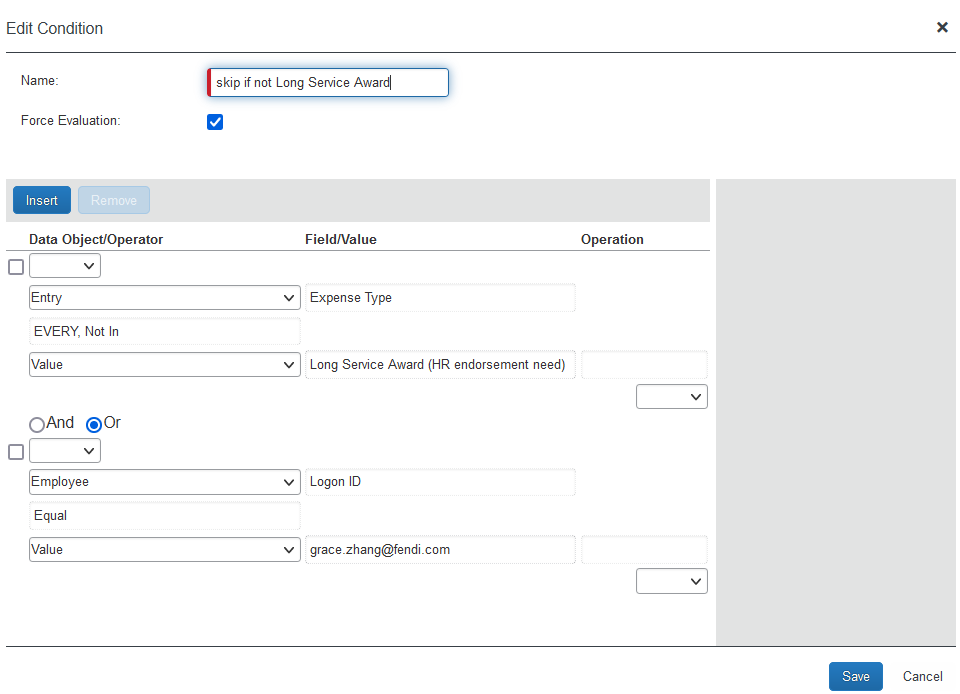 Edit Condition
Name:
skip if not Long Service Award
Force Evaluation:
Insert Remove
Data Object/Operator Field/Value Operation
Entry Expense Type
EVERY, Not In
Value Long Service Award (HR endorsement need)
And Or
Employee Logon ID
Equal
Value grace.zhang@fendi.com
Save Cancel